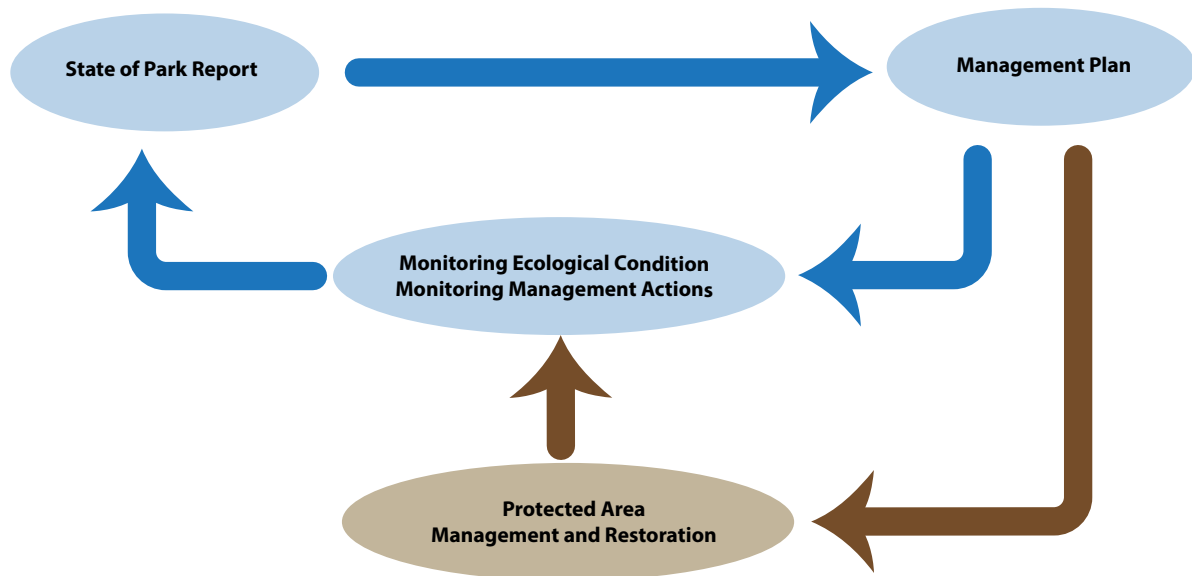 State of Park Report
Management Plan
Monitoring Ecological Condition
Monitoring Management Actions
Protected Area
Management and Restoration